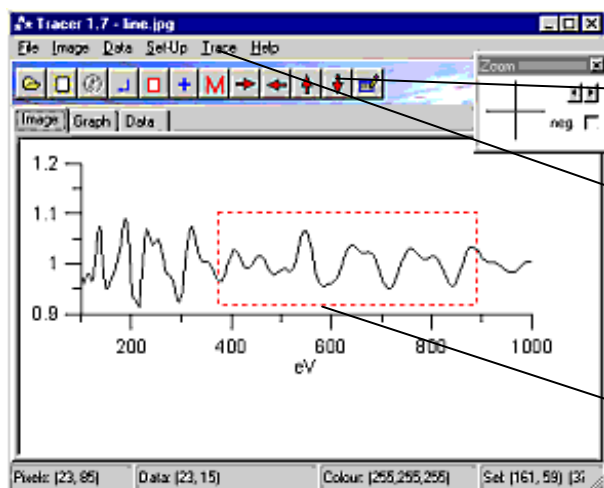 Tracer 1.7 - line.jpg
File Image Data Set-Up Trace Help
Zoom
neg
M
Image Graph Data
1.2
1.1
1
0.9
200 400 600 800 1000
eV
Pixels: (23, 85) Data: (23, 15) Colour: (255,255,255) Sel: (161, 59) (37